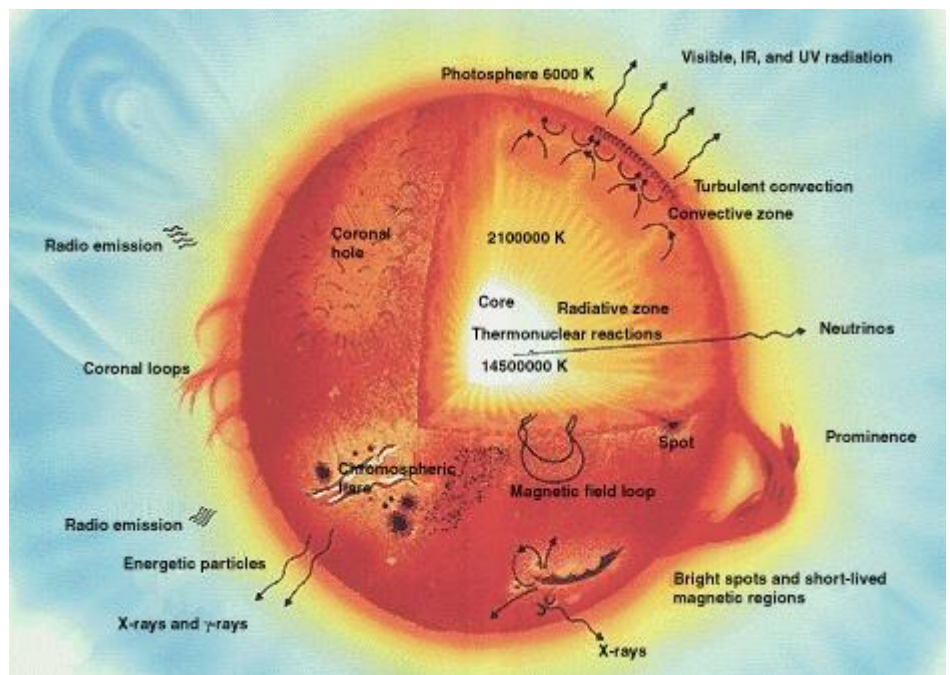 Visible, IR, and UV radiation
Photosphere 6000 K
Turbulent convection
Convective zone
Coronal
hole
2100000 K
Radio emission
Core
Radiative zone
Thermonuclear reactions
Neutrinos
14500000 K
Coronal loops
Spot
Prominence
Chromospheric
flare
Magnetic field loop
Radio emission
Energetic particles
Bright spots and short-lived
magnetic regions
X-rays and γ-rays
X-rays